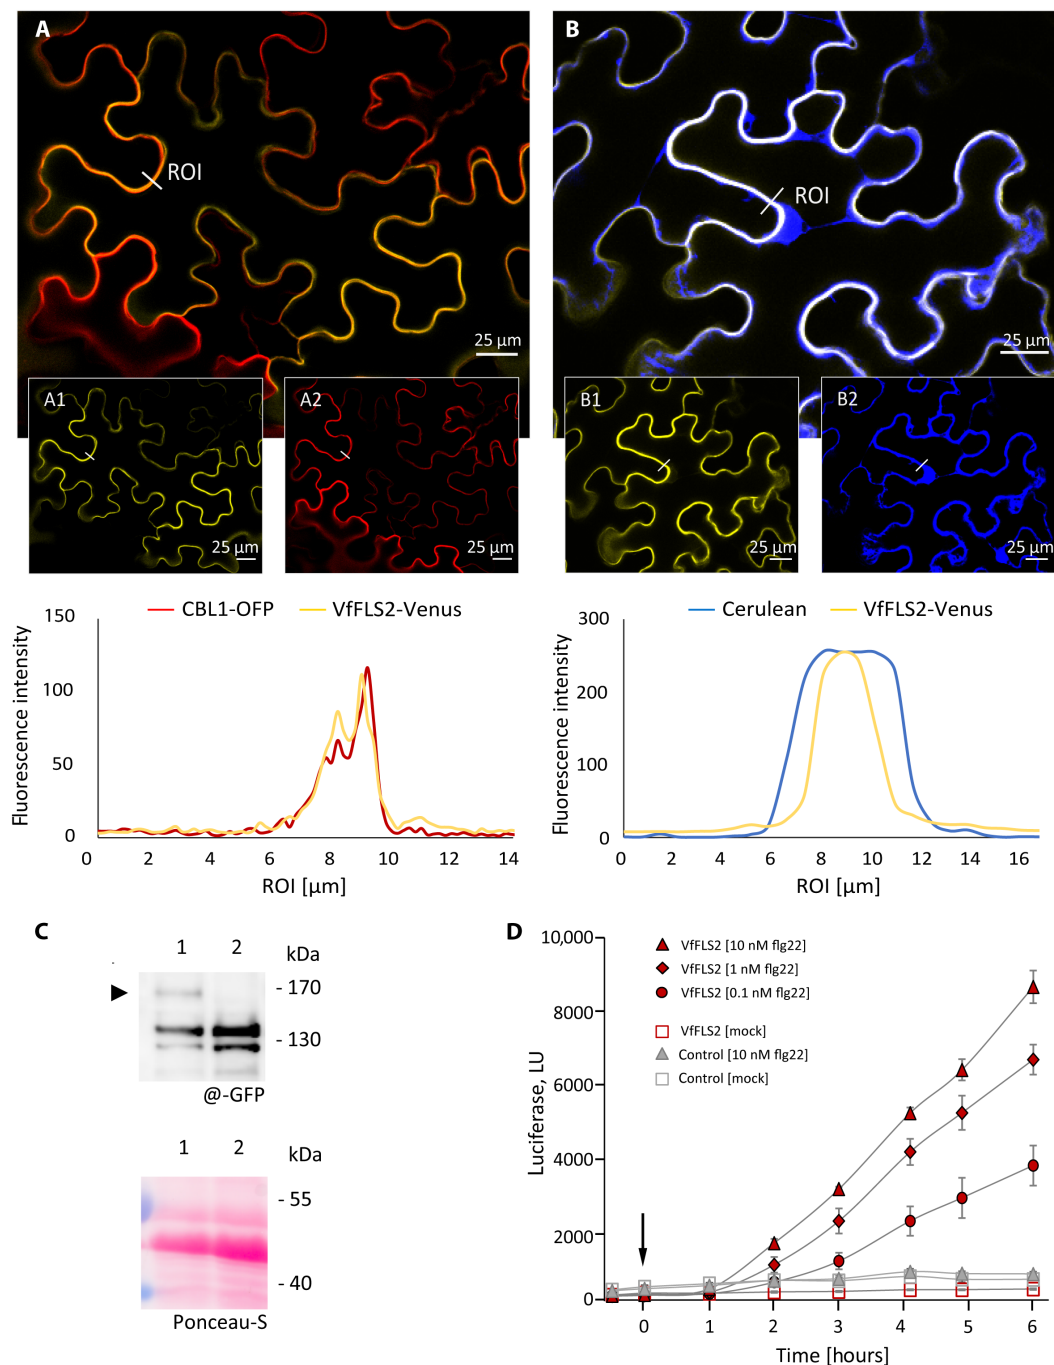 A
ROI
25 µm
A1
25 µm
A2
25 µm
B
ROI
25 µm
B1
25 µm
B2
25 µm
CBL1-OFP VfFLS2-Venus
Fluorescence intensity
150
100
50
0
0 2 4 6 8 10 12 14
ROI [µm]
Cerulean VfFLS2-Venus
Fluorescence intensity
300
200
100
0
0 2 4 6 8 10 12 14 16
ROI [µm]
C
1 2 kDa
- 170
- 130
@-GFP
1 2 kDa
- 55
- 40
Ponceau-S
D
Luciferase, LU
10,000
8000
6000
4000
2000
0
VfFLS2 [10 nM flg22]
VfFLS2 [1 nM flg22]
VfFLS2 [0.1 nM flg22]
VfFLS2 [mock]
Control [10 nM flg22]
Control [mock]
0 1 2 3 4 5 6
Time [hours]